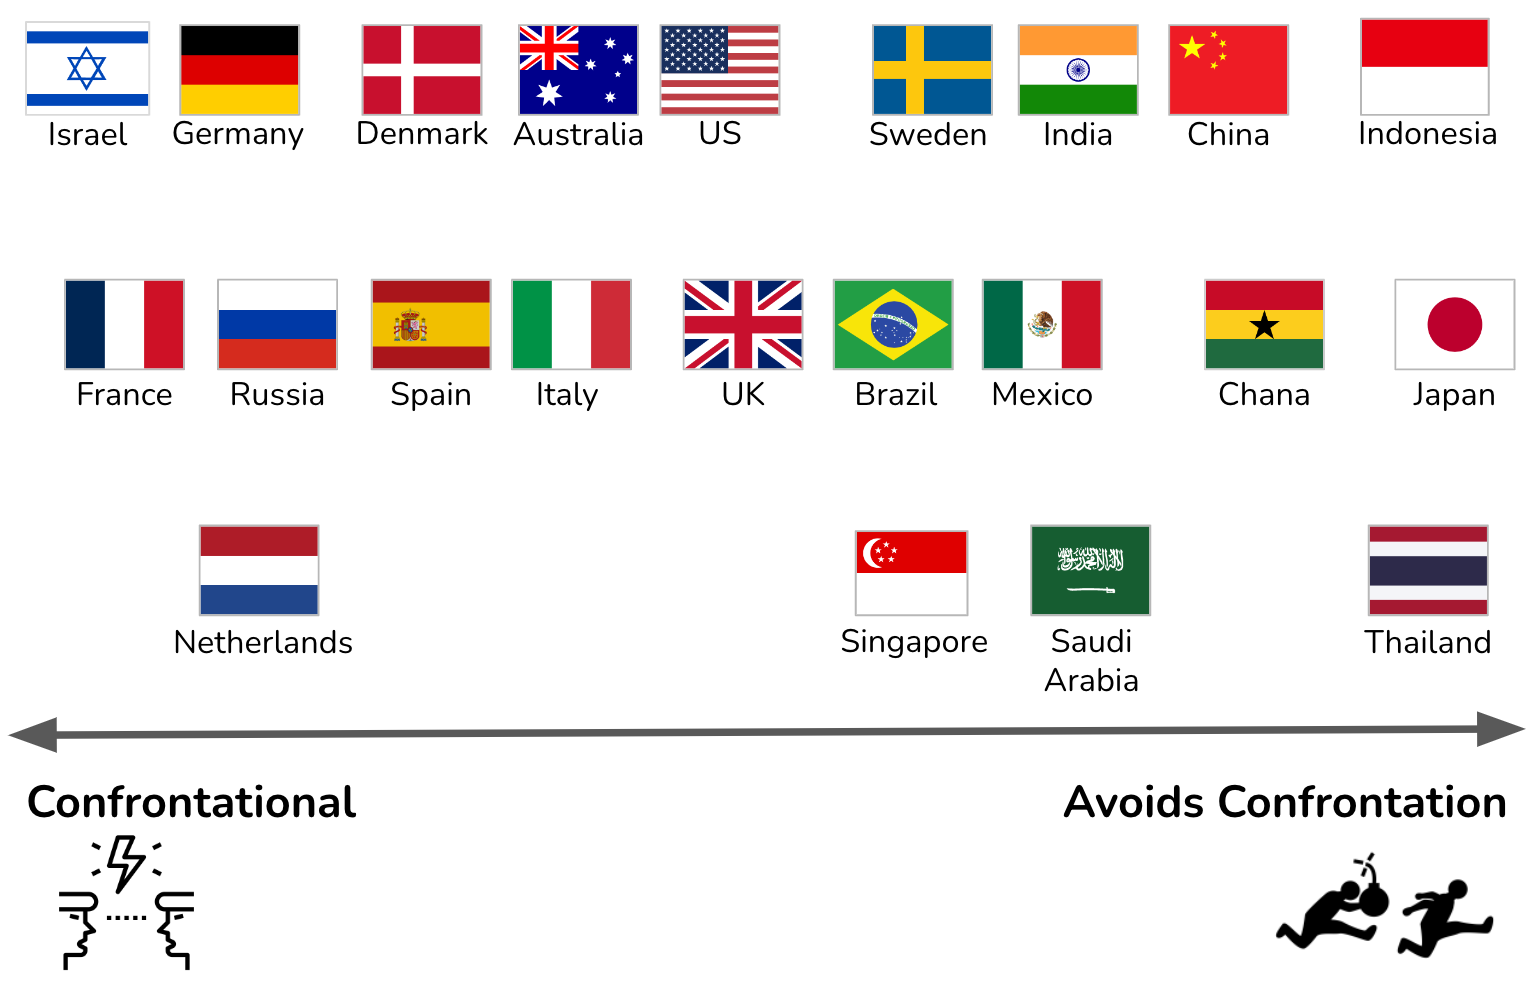 Israel Germany Denmark Australia US Sweden India China Indonesia
France Russia Spain Italy UK Brazil Mexico Chana Japan
Netherlands Singapore Saudi Thailand
Arabia
Confrontational Avoids Confrontation